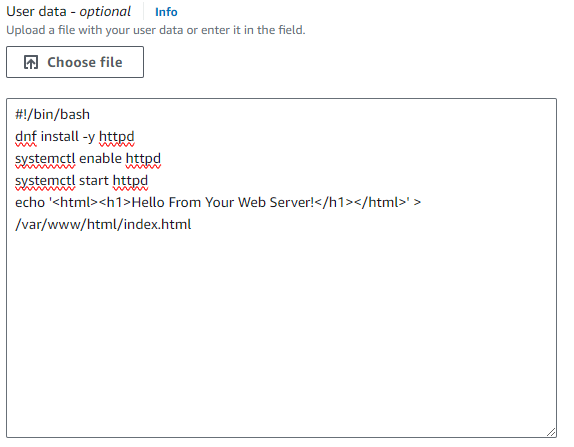 User data - optional Info
Upload a file with your user data or enter it in the field.
Choose file
#!/bin/bash
dnf install -y httpd
systemctl enable httpd
systemctl start httpd
echo '<html><h1>Hello From Your Web Server!</h1></html>' >
/var/www/html/index.html